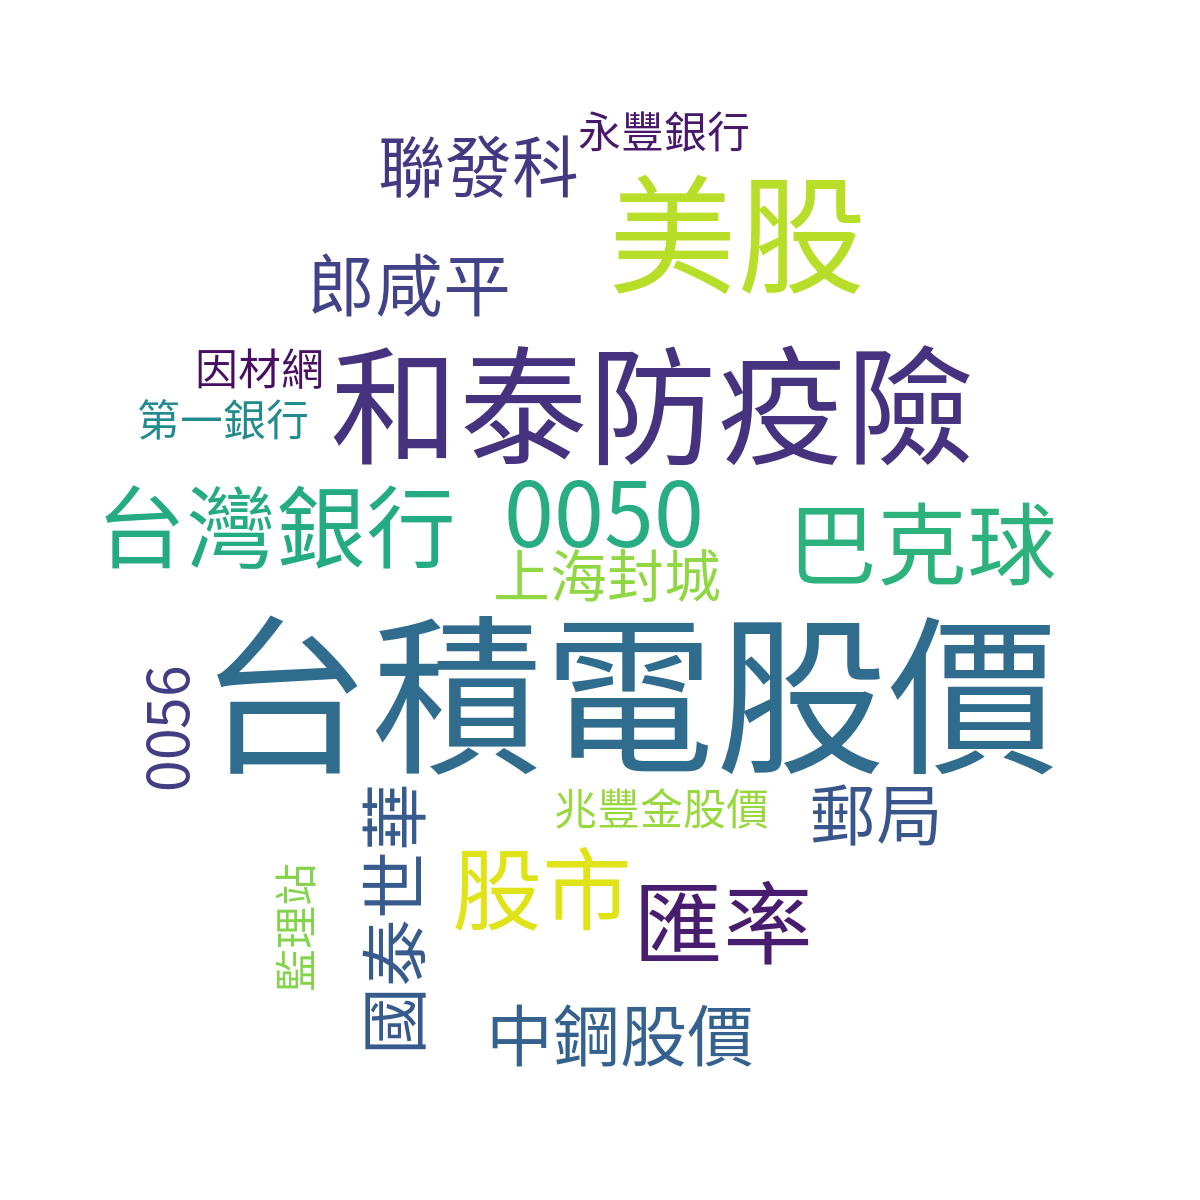 永豐銀行
聯發科
美股
郎咸平
因材網
和泰防疫險
第一銀行
台灣銀行
0050
巴克球
上海封城
台積電股價
0056
國泰世華
兆豐金股價
郵局
股市
監理站
匯率
中鋼股價